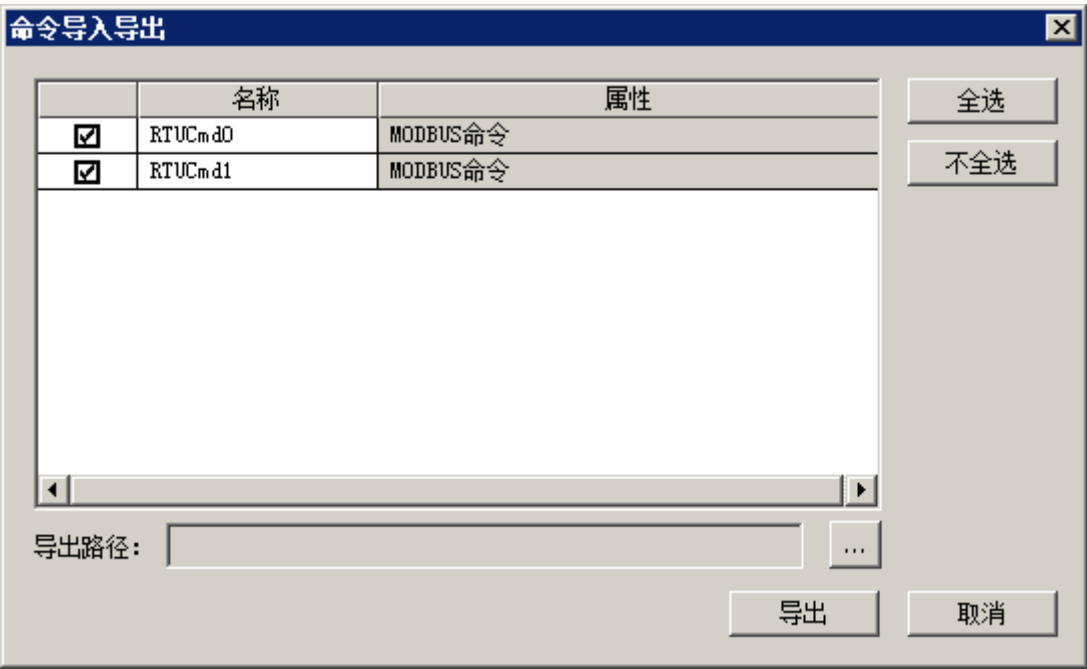 命令导入导出
名称 属性
RTUCmd0 MODBUS命令
RTUCmd1 MODBUS命令
全选
不全选
导出路径：
...
导出 取消